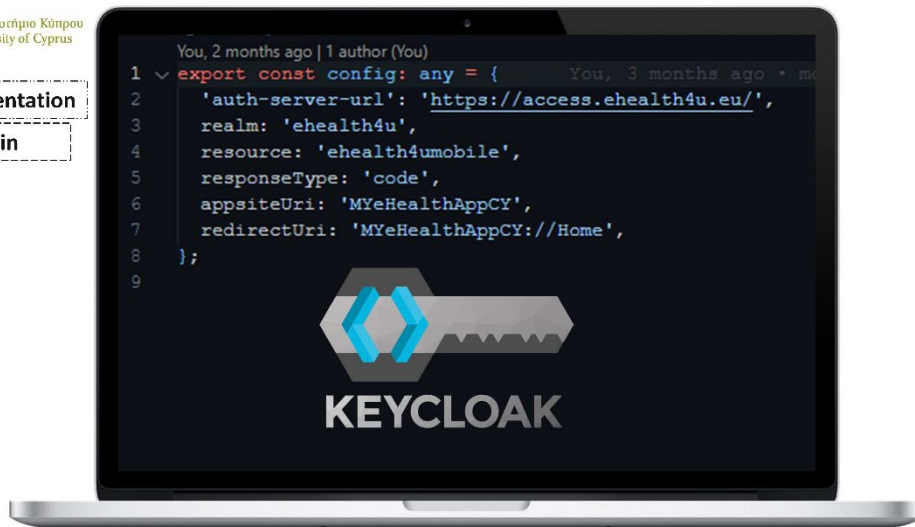 sity of Cyprus
entation
in
You, 2 months ago | 1 author (You)
1 export const config: any = { You, 3 months ago •
2 'auth-server-url': 'https://access.ehealth4u.eu/',
3 realm: 'ehealth4u',
4 resource: 'ehealth4umobile',
5 responseType: 'code',
6 appsiteUri: 'MYeHealthAppCY',
7 redirectUri: 'MYeHealthAppCY://Home',
8 };
9
KEYCLOAK